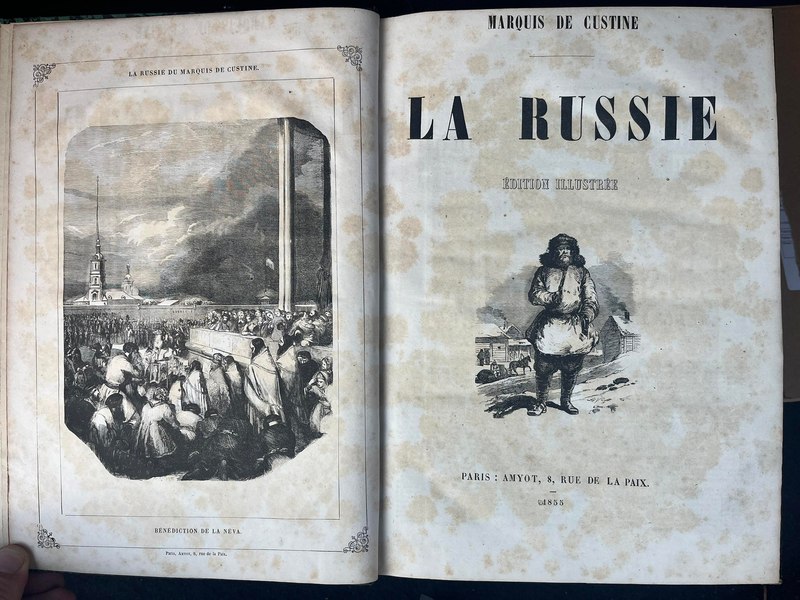 LA RUSSIE DU MARQUIS DE CUSTINE.
BÉNÉDICTION DE LA NÉVA.
Paris, Amyot, 8, rue de la Paix.
MARQUIS DE CUSTINE
LA RUSSIE
ÉDITION ILLUSTRÉE
PARIS : AMYOT, 8, RUE DE LA PAIX.
—
1855